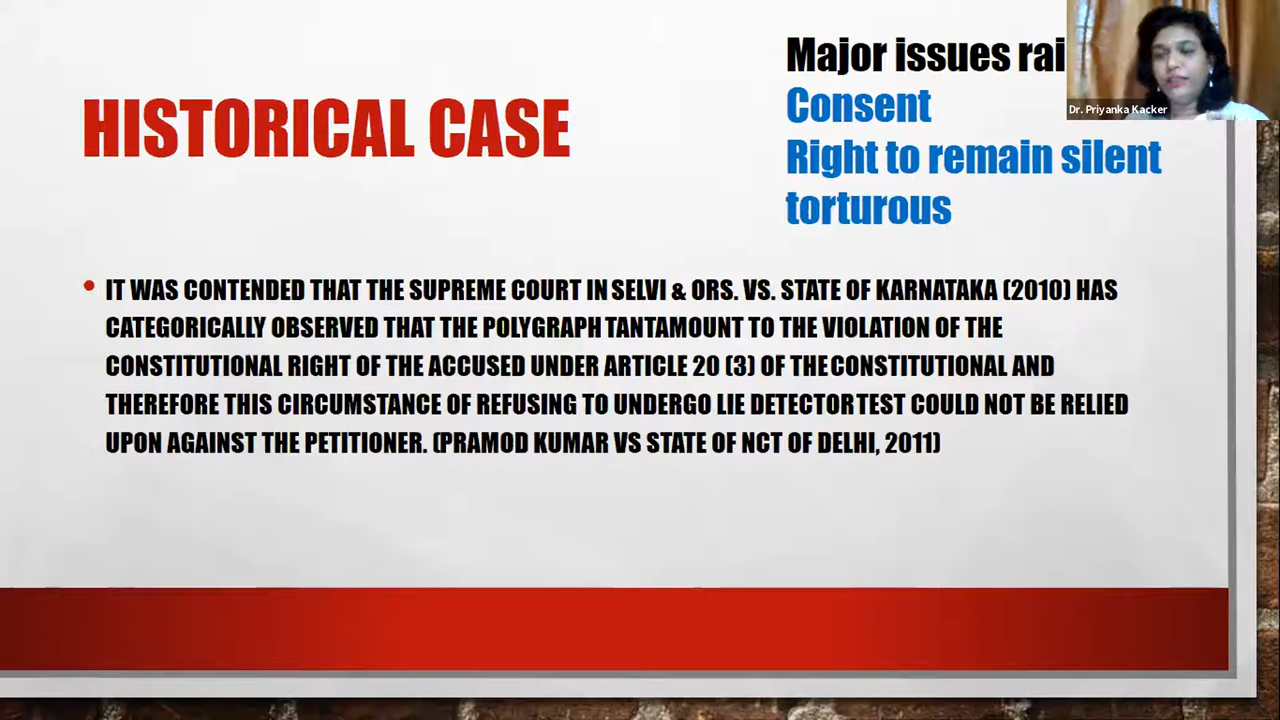 Major issues rai
Consent
Right to remain silent
torturous
Dr. Priyanka Kacker
HISTORICAL CASE
• IT WAS CONTENDED THAT THE SUPREME COURT IN SELVI & ORS. VS. STATE OF KARNATAKA (2010) HAS
CATEGORICALLY OBSERVED THAT THE POLYGRAPH TANTAMOUNT TO THE VIOLATION OF THE
CONSTITUTIONAL RIGHT OF THE ACCUSED UNDER ARTICLE 20 (3) OF THE CONSTITUTIONAL AND
THEREFORE THIS CIRCUMSTANCE OF REFUSING TO UNDERGO LIE DETECTOR TEST COULD NOT BE RELIED
UPON AGAINST THE PETITIONER. (PRAMOD KUMAR VS STATE OF NCT OF DELHI, 2011)